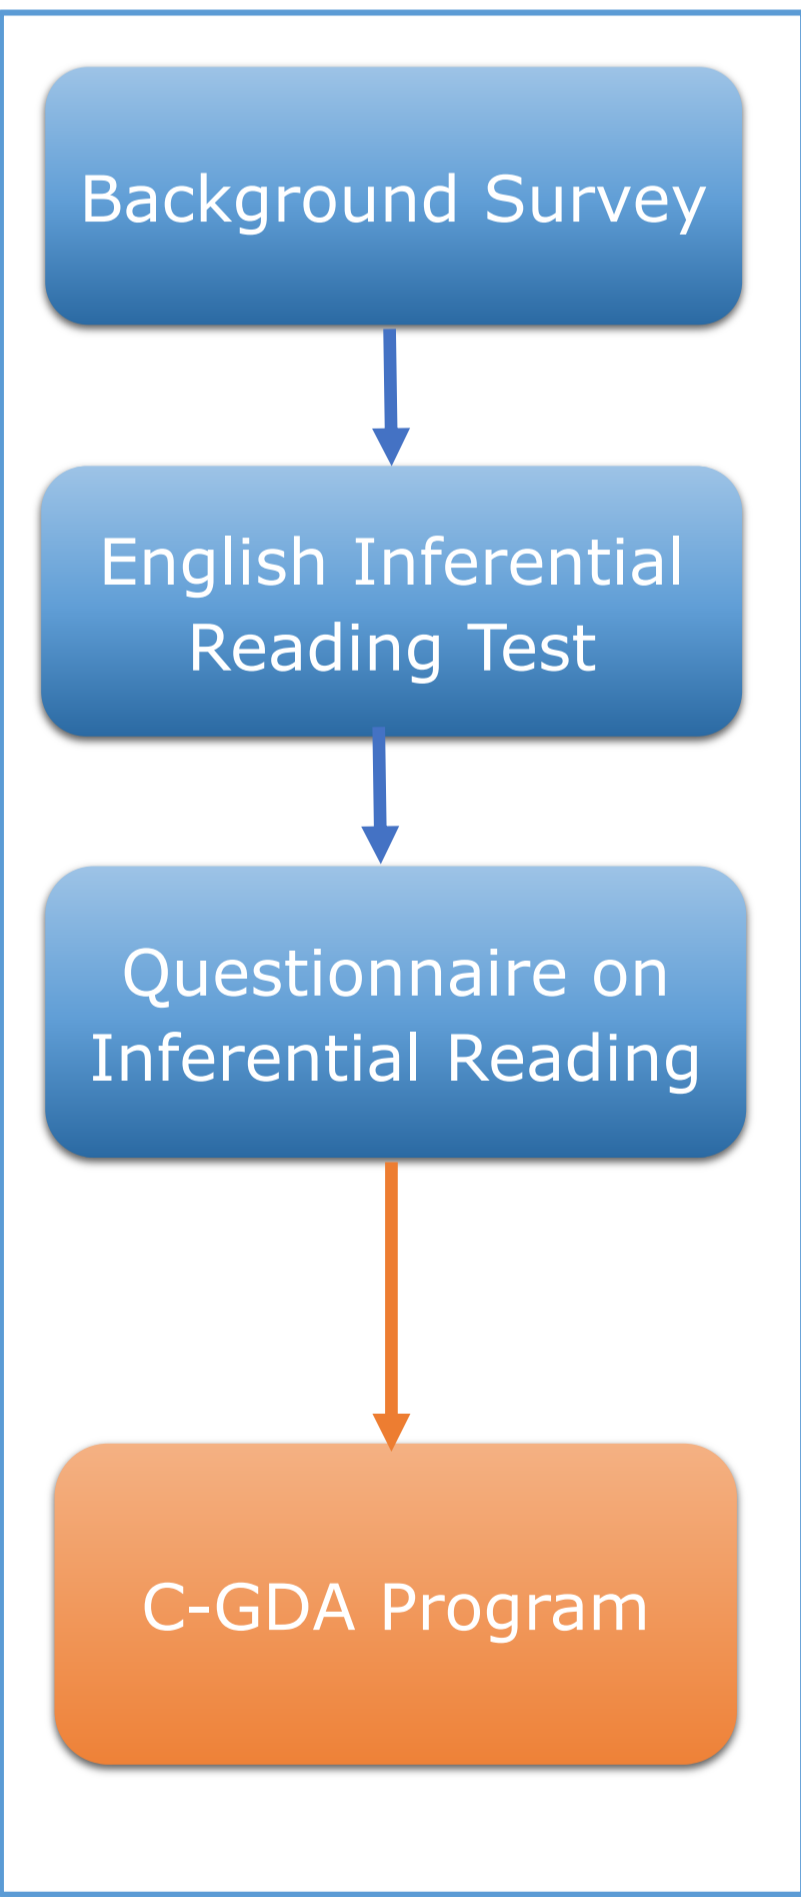 Background Survey
English Inferential
Reading Test
Questionnaire on
Inferential Reading
C-GDA Program